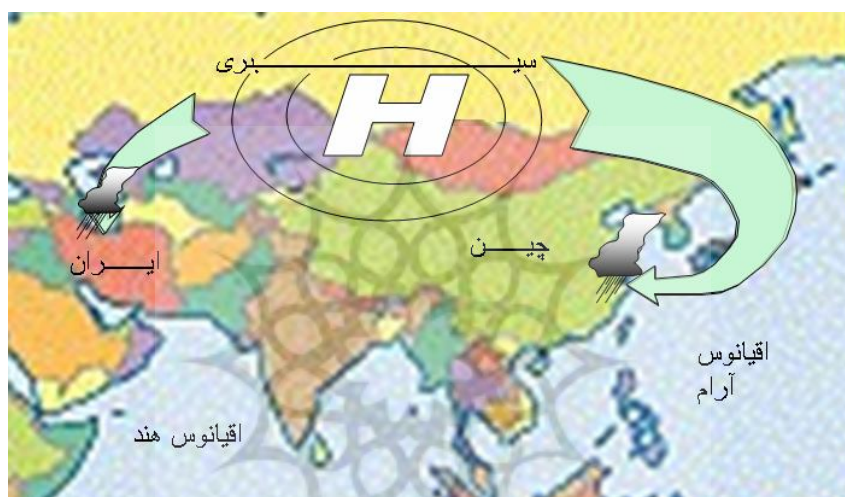 سیبری
H
چین
ایران
اقیانوس
آرام
اقیانوس هند